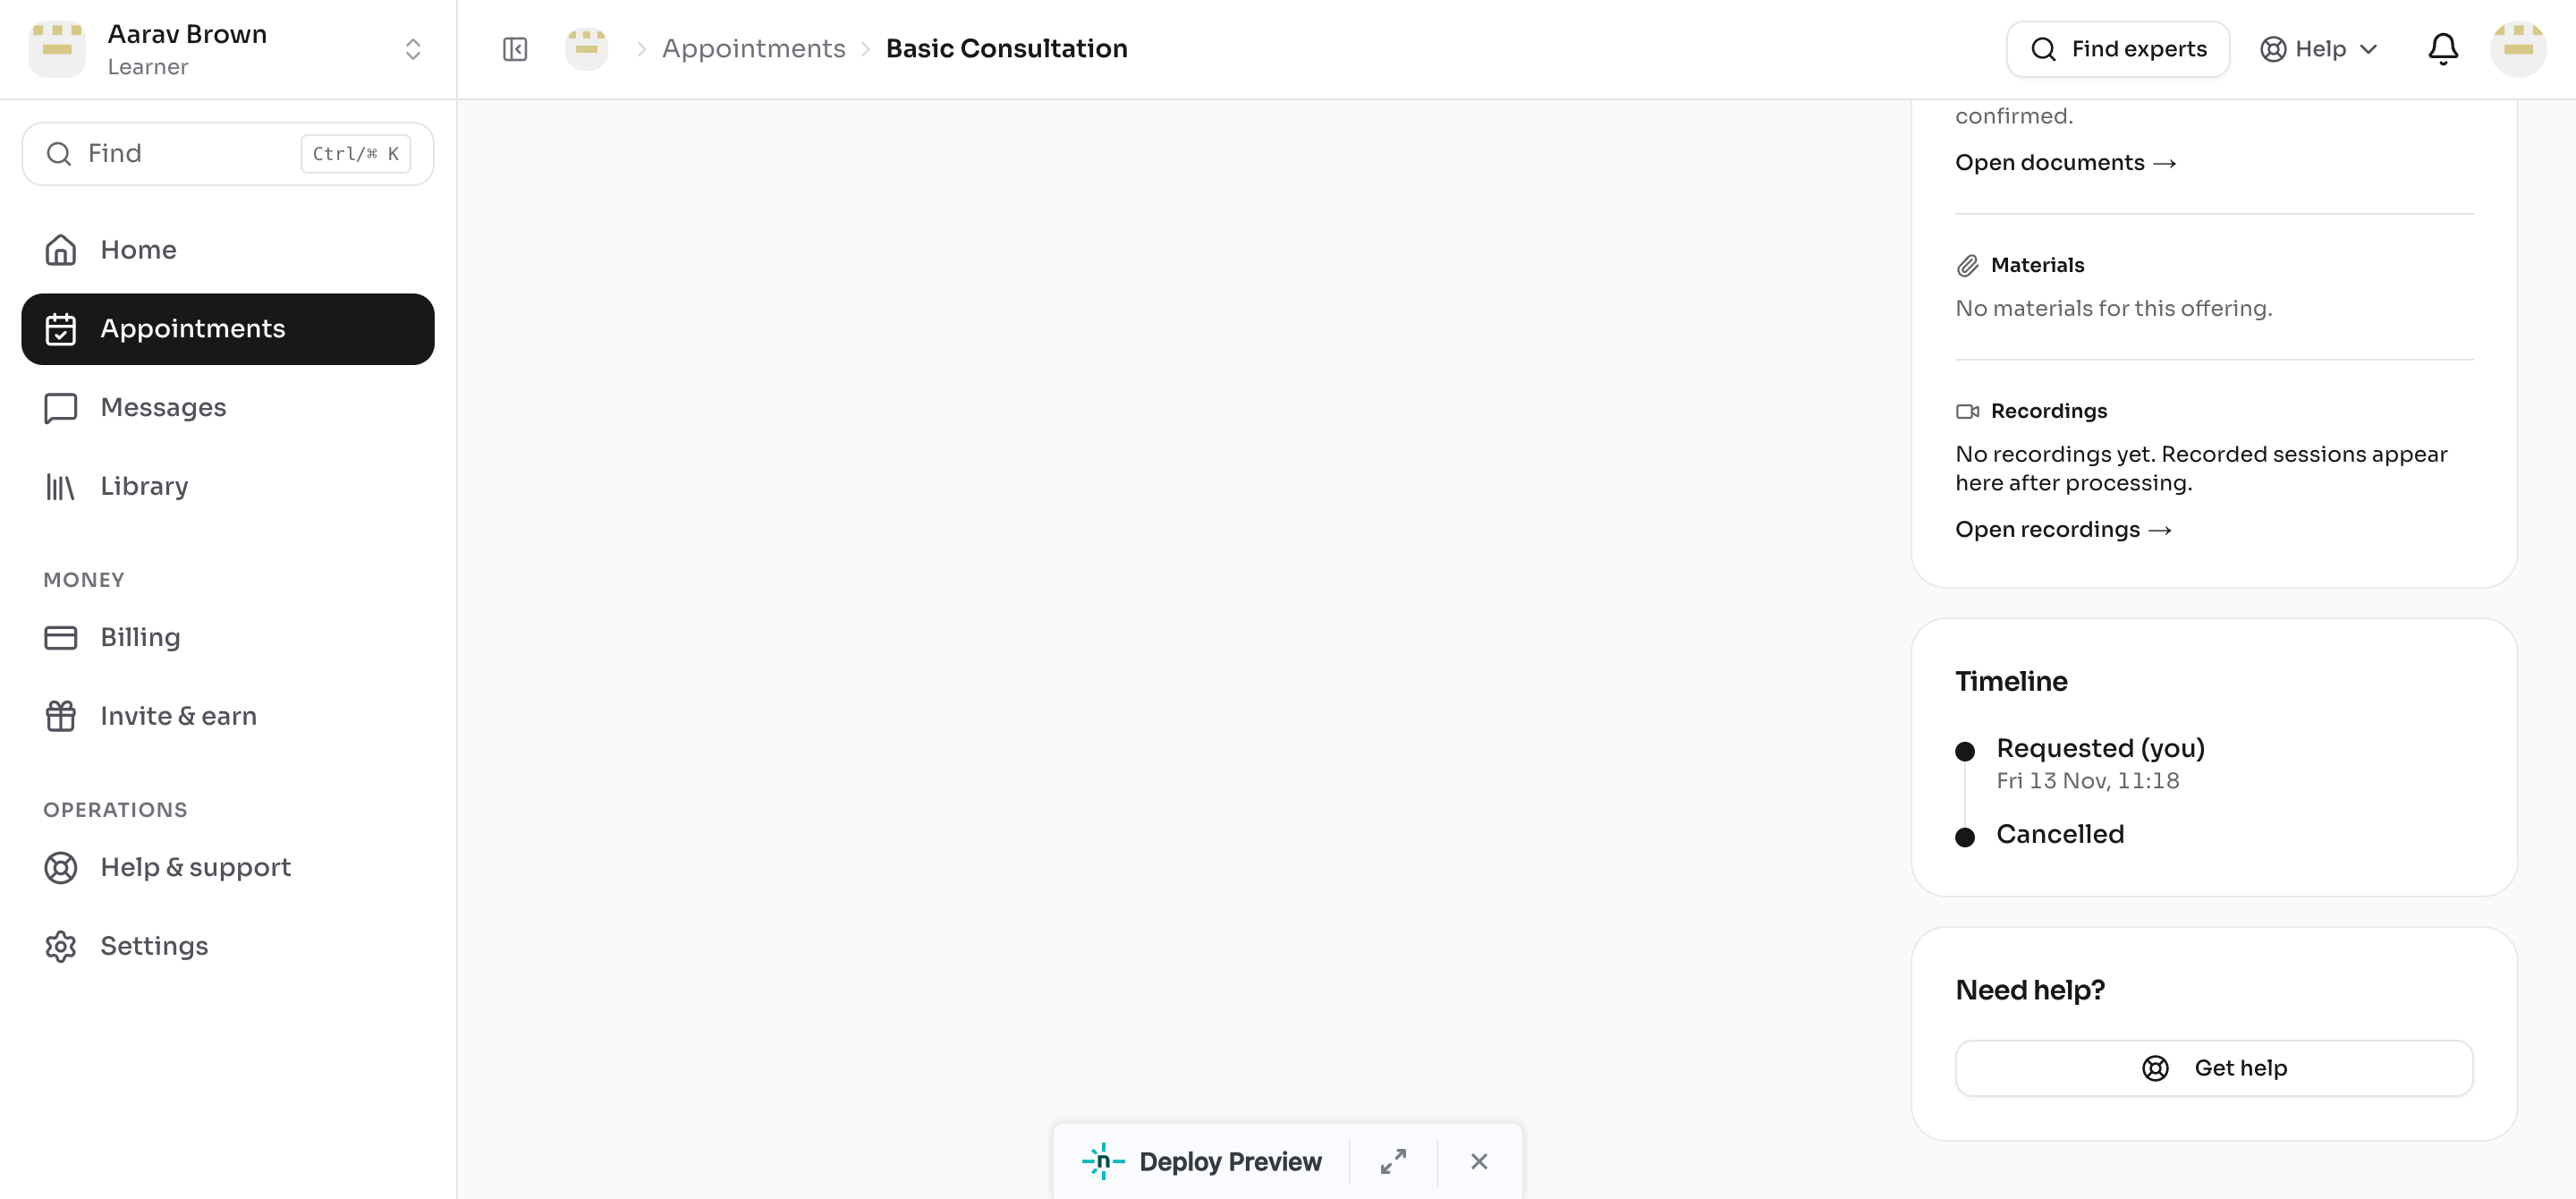 Aarav Brown
Learner
Find
Ctrl/⌘ K
Home
Appointments
Messages
Library
MONEY
Billing
Invite & earn
OPERATIONS
Help & support
Settings
Appointments
Basic Consultation
Find experts
Help
confirmed.
Open documents →
Materials
No materials for this offering.
Recordings
No recordings yet. Recorded sessions appear
here after processing.
Open recordings →
Timeline
Requested (you)
Fri 13 Nov, 11:18
Cancelled
Need help?
Get help
n Deploy Preview